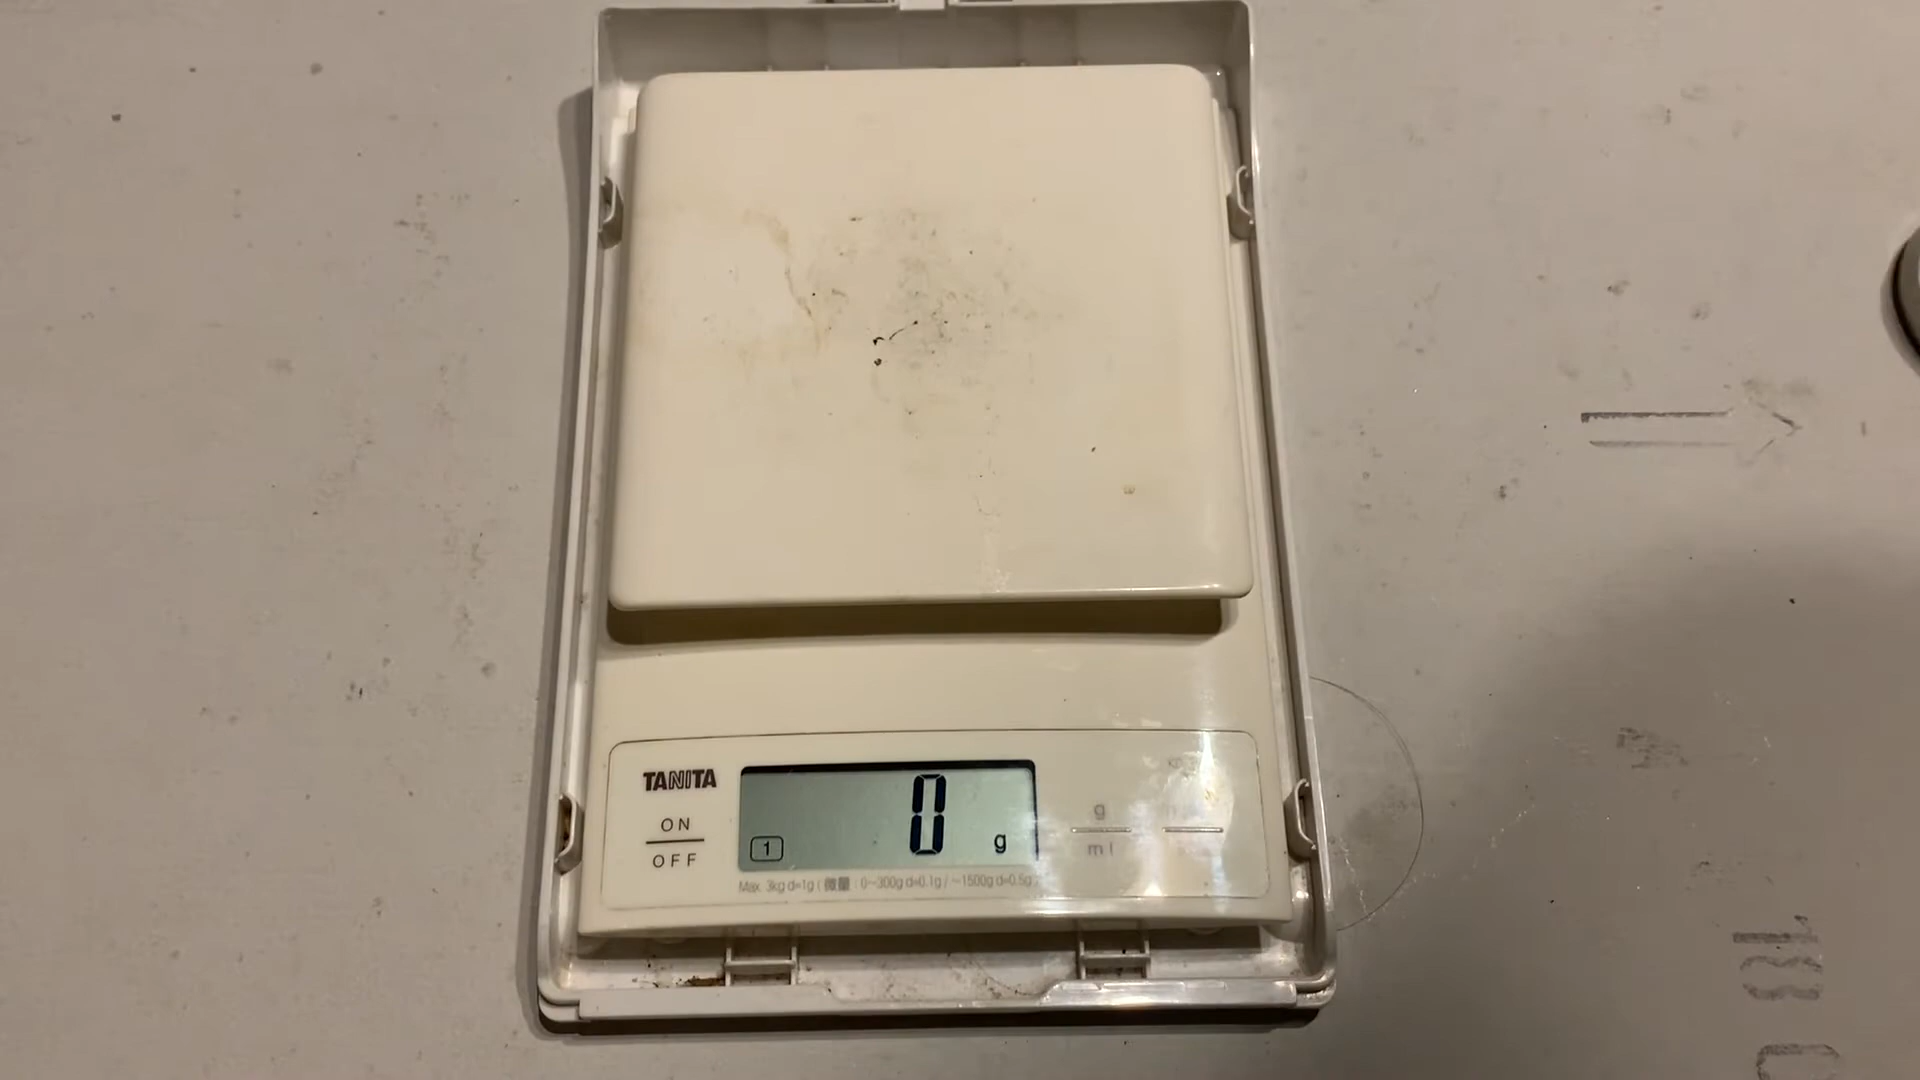 TANITA
ON
OFF
0 g
1
g
ml
Max. 3kg d=1g ( 微量 : 0~300g d=0.1g / ~1500g d=0.5g )